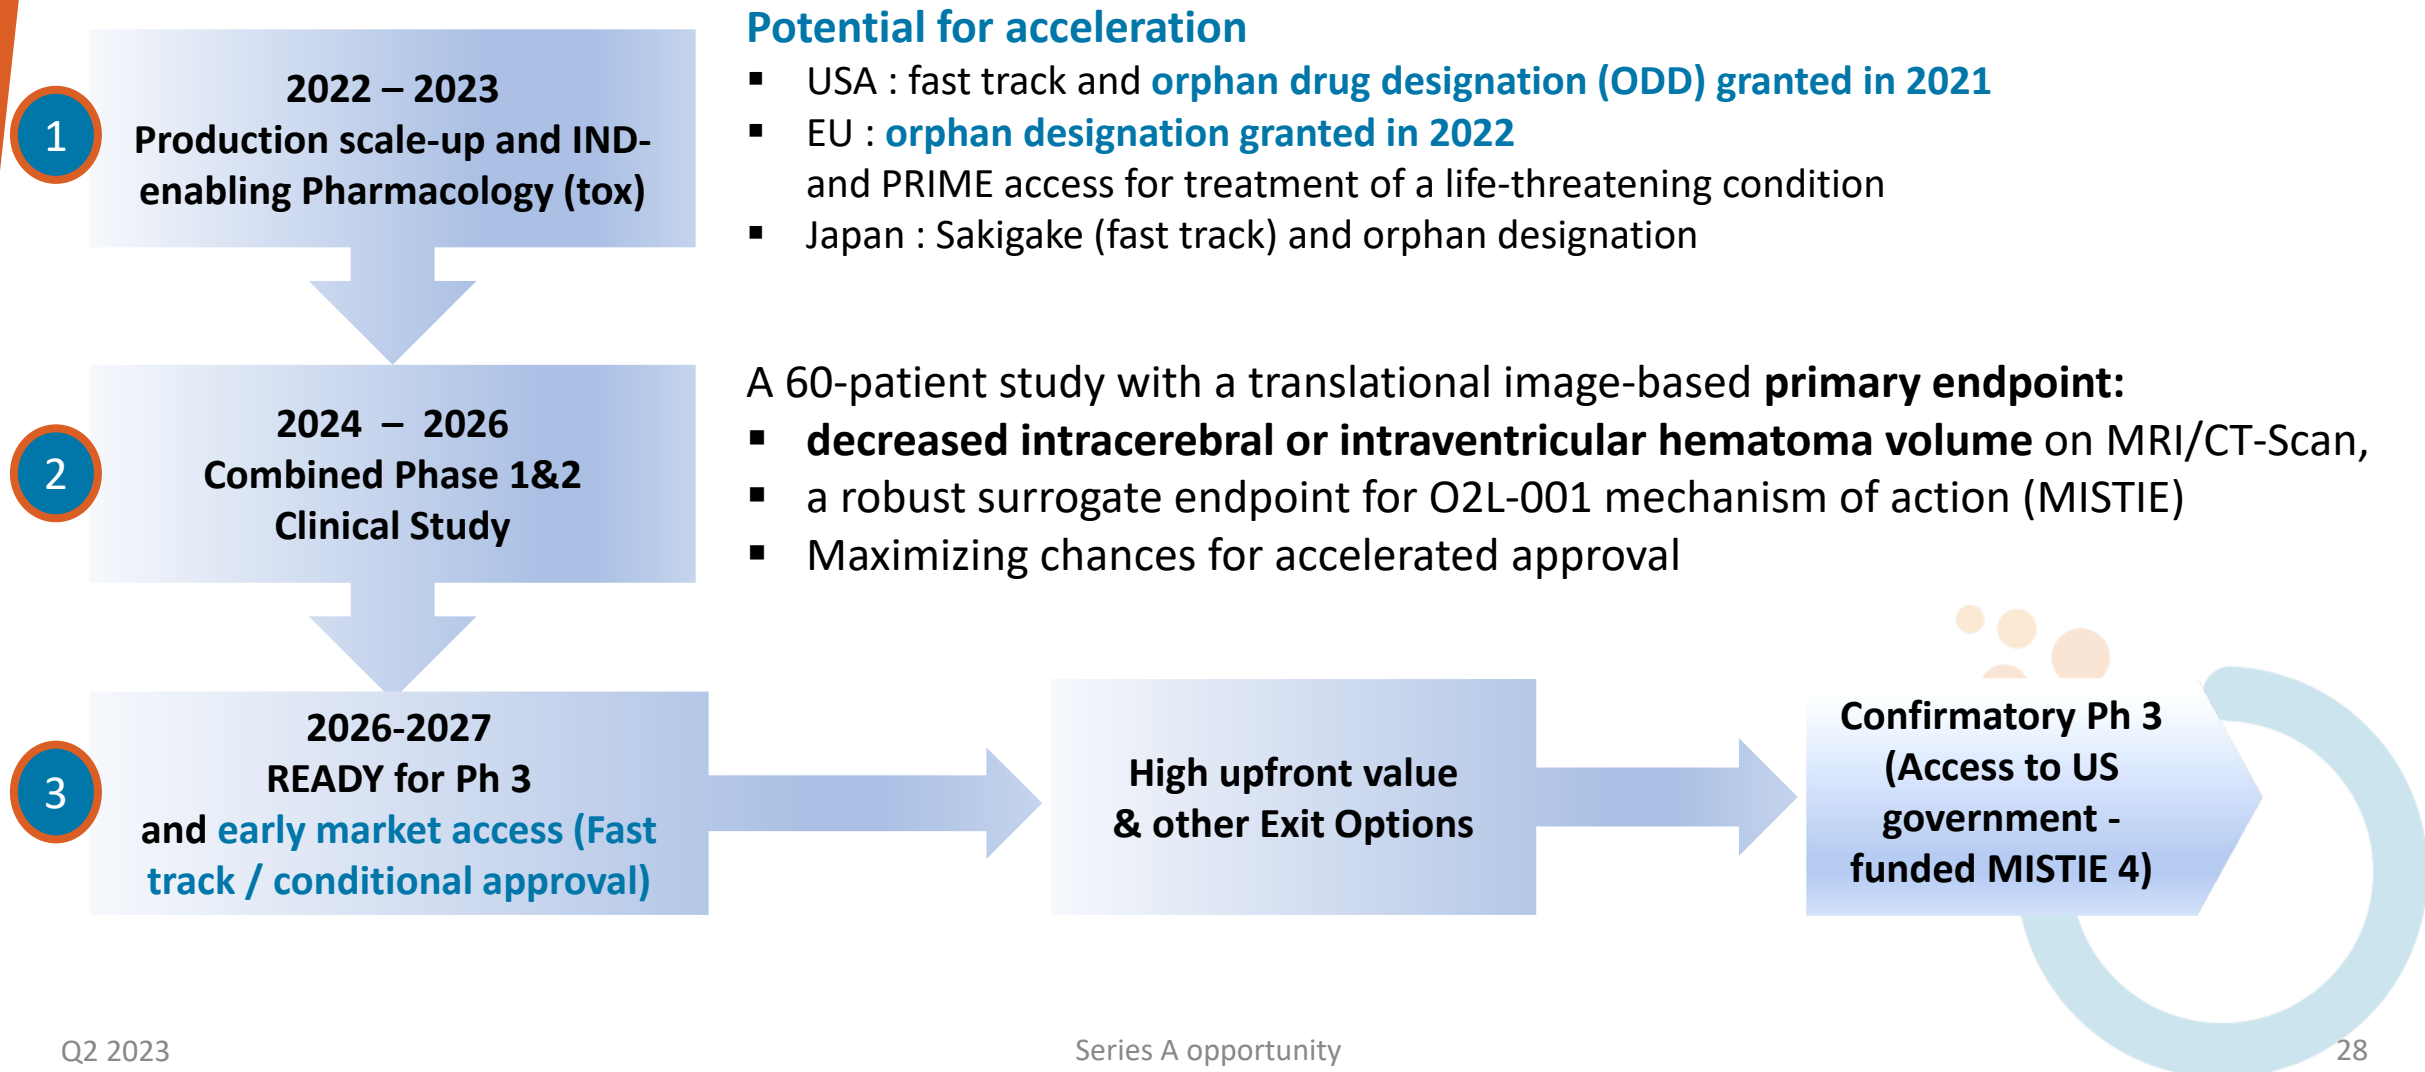 1
2022 – 2023
Production scale-up and IND-
enabling Pharmacology (tox)
Potential for acceleration
▪ USA : fast track and orphan drug designation (ODD) granted in 2021
▪ EU : orphan designation granted in 2022
and PRIME access for treatment of a life-threatening condition
▪ Japan : Sakigake (fast track) and orphan designation
2
2024 – 2026
Combined Phase 1&2
Clinical Study
A 60-patient study with a translational image-based primary endpoint:
▪ decreased intracerebral or intraventricular hematoma volume on MRI/CT-Scan,
▪ a robust surrogate endpoint for O2L-001 mechanism of action (MISTIE)
▪ Maximizing chances for accelerated approval
3
2026-2027
READY for Ph 3
and early market access (Fast
track / conditional approval)
High upfront value
& other Exit Options
Confirmatory Ph 3
(Access to US
government -
funded MISTIE 4)
Q2 2023
Series A opportunity
28